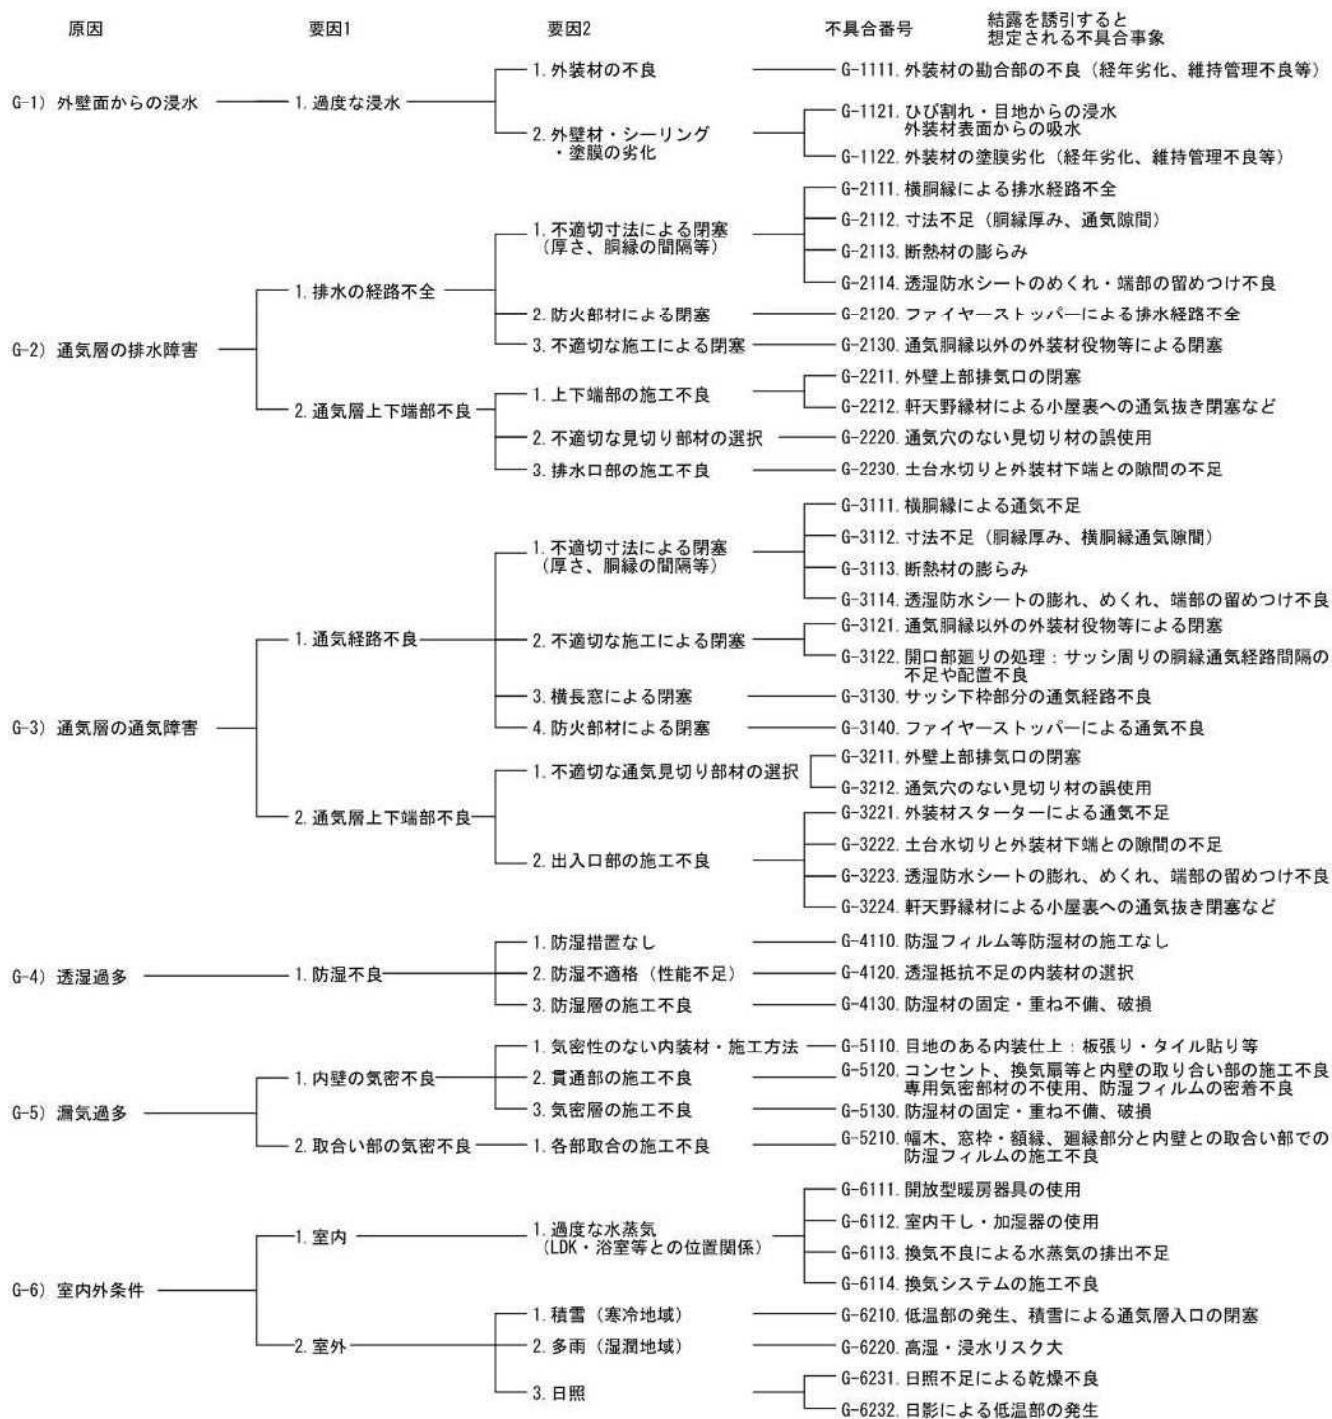 原因 要因1 要因2 不具合番号 結露を誘引すると
想定される不具合事象
1. 外装材の不良 G-1111. 外装材の勘合部の不良（経年劣化、維持管理不良等）
G-1）外壁面からの浸水 1. 過度な浸水
G-1121. ひび割れ・目地からの浸水
外装材表面からの吸水
2. 外壁材・シーリング
・塗膜の劣化
G-1122. 外装材の塗膜劣化（経年劣化、維持管理不良等）
G-2111. 横胴縁による排水経路不全
G-2112. 寸法不足（胴縁厚み、通気隙間）
1. 不適切寸法による閉塞
（厚さ、胴縁の間隔等）
G-2113. 断熱材の膨らみ
G-2114. 透湿防水シートのめくれ・端部の留めつけ不良
1. 排水の経路不全
2. 防火部材による閉塞 G-2120. ファイヤーストッパーによる排水経路不全
G-2）通気層の排水障害
3. 不適切な施工による閉塞 G-2130. 通気胴縁以外の外装材役物等による閉塞
G-2211. 外壁上部排気口の閉塞
1. 上下端部の施工不良
2. 通気層上下端部不良 G-2212. 軒天野縁材による小屋裏への通気抜き閉塞など
2. 不適切な見切り部材の選択 G-2220. 通気穴のない見切り材の誤使用
3. 排水口部の施工不良 G-2230. 土台水切りと外装材下端との隙間の不足
G-3111. 横胴縁による通気不足
G-3112. 寸法不足（胴縁厚み、横胴縁通気隙間）
1. 不適切寸法による閉塞
（厚さ、胴縁の間隔等）
G-3113. 断熱材の膨らみ
G-3114. 透湿防水シートの膨れ、めくれ、端部の留めつけ不良
G-3121. 通気胴縁以外の外装材役物等による閉塞
1. 通気経路不良 2. 不適切な施工による閉塞
G-3122. 開口部廻りの処理：サッシ周りの胴縁通気経路間隔の
不足や配置不良
3. 横長窓による閉塞 G-3130. サッシ下枠部分の通気経路不良
G-3）通気層の通気障害 4. 防火部材による閉塞 G-3140. ファイヤーストッパーによる通気不良
G-3211. 外壁上部排気口の閉塞
1. 不適切な通気見切り部材の選択
G-3212. 通気穴のない見切り材の誤使用
2. 通気層上下端部不良 G-3221. 外装材スターターによる通気不足
G-3222. 土台水切りと外装材下端との隙間の不足
2. 出入口部の施工不良
G-3223. 透湿防水シートの膨れ、めくれ、端部の留めつけ不良
G-3224. 軒天野縁材による小屋裏への通気抜き閉塞など
1. 防湿措置なし G-4110. 防湿フィルム等防湿材の施工なし
G-4）透湿過多 1. 防湿不良 2. 防湿不適格（性能不足） G-4120. 透湿抵抗不足の内装材の選択
3. 防湿層の施工不良 G-4130. 防湿材の固定・重ね不備、破損
1. 気密性のない内装材・施工方法 G-5110. 目地のある内装仕上：板張り・タイル貼り等
1. 内壁の気密不良 2. 貫通部の施工不良 G-5120. コンセント、換気扇等と内壁の取り合い部の施工不良
専用気密部材の不使用、防湿フィルムの密着不良
G-5）漏気過多 3. 気密層の施工不良 G-5130. 防湿材の固定・重ね不備、破損
2. 取合い部の気密不良 1. 各部取合の施工不良 G-5210. 幅木、窓枠・額縁、廻縁部分と内壁との取合い部での
防湿フィルムの施工不良
G-6111. 開放型暖房器具の使用
G-6112. 室内干し・加湿器の使用
1. 室内 1. 過度な水蒸気
（LDK・浴室等との位置関係）
G-6113. 換気不良による水蒸気の排出不足
G-6114. 換気システムの施工不良
G-6）室内外条件
1. 積雪（寒冷地域） G-6210. 低温部の発生、積雪による通気層入口の閉塞
2. 室外 2. 多雨（湿潤地域） G-6220. 高湿・浸水リスク大
G-6231. 日照不足による乾燥不良
3. 日照
G-6232. 日影による低温部の発生